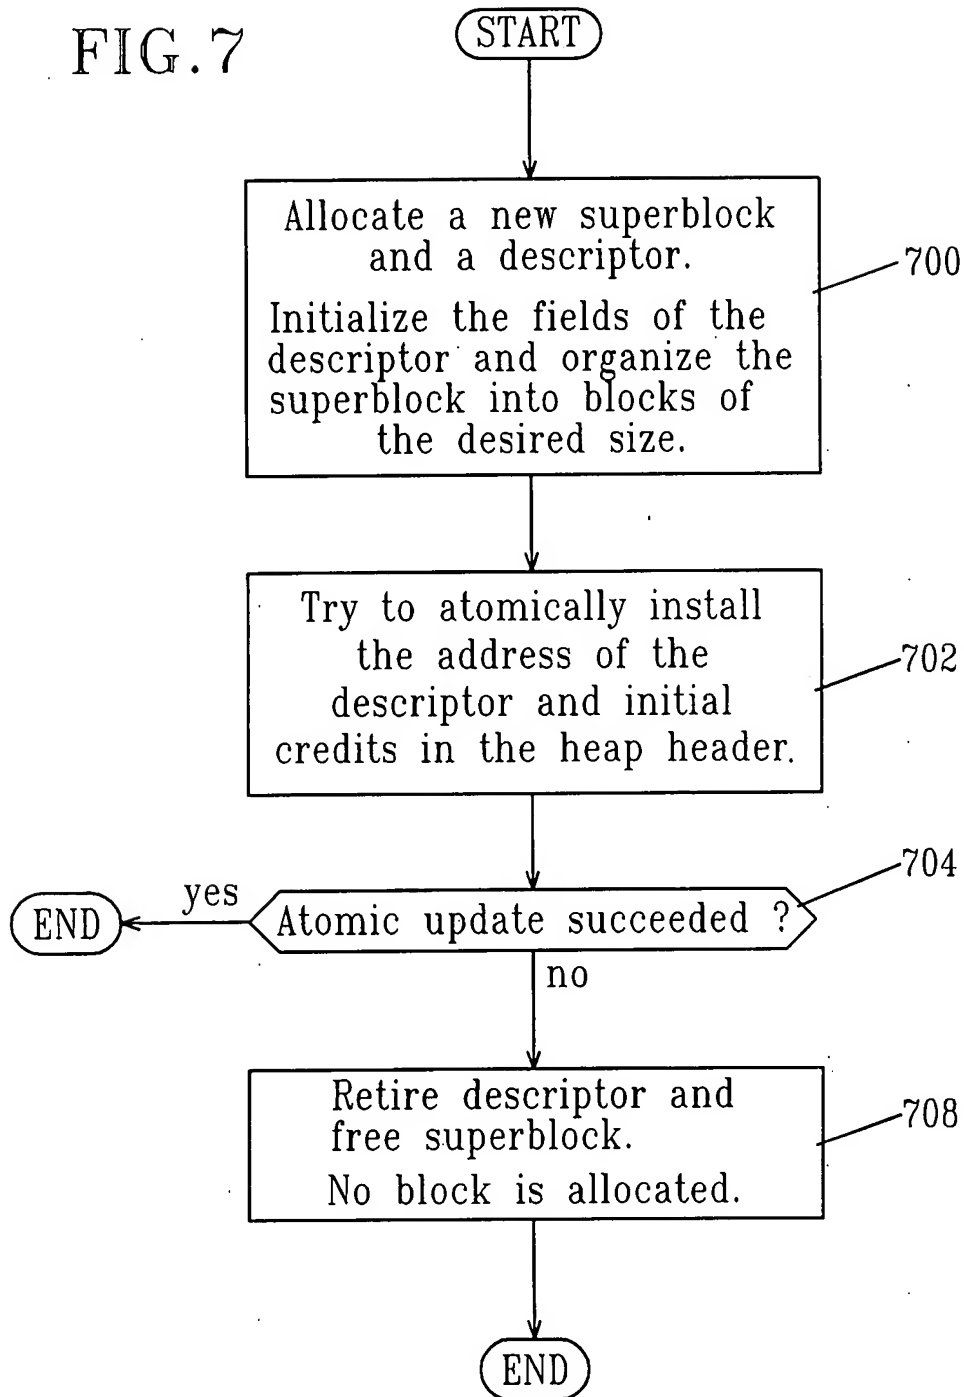 FIG.7
START
Allocate a new superblock
and a descriptor.
Initialize the fields of the
descriptor and organize the
superblock into blocks of
the desired size.
700
Try to atomically install
the address of the
descriptor and initial
credits in the heap header.
702
704
Atomic update succeeded ?
yes
END
no
Retire descriptor and
free superblock.
No block is allocated.
708
END